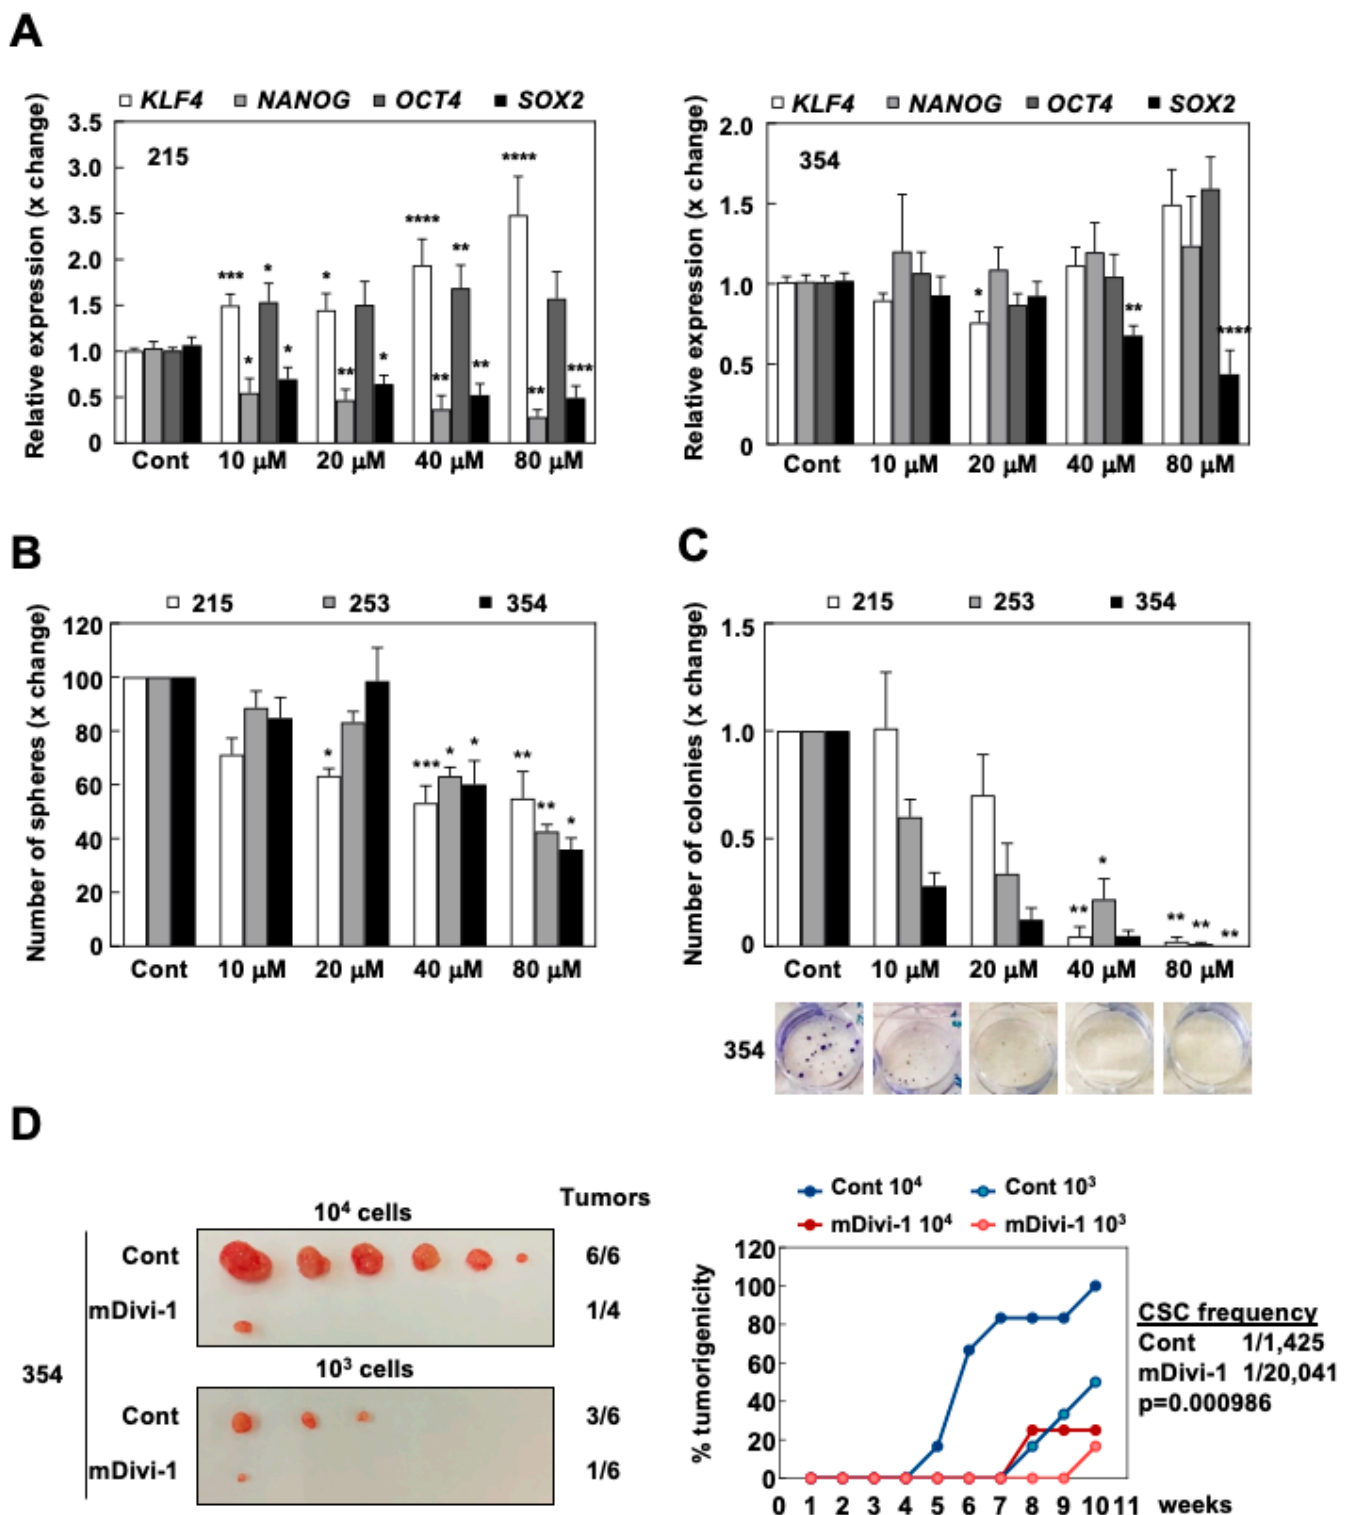 A
KLF4 NANOG OCT4 SOX2
Relative expression (x change)
3.5
3.0
3.5
2.0
1.5
1.0
0.5
0
215
*** * * * * ** * **** ** ** ** **** ** ***
Cont 10 µM 20 µM 40 µM 80 µM
KLF4 NANOG OCT4 SOX2
Relative expression (x change)
2.0
1.5
1.0
0.5
0
354
* ** ****
Cont 10 µM 20 µM 40 µM 80 µM
B
215 253 354
Number of spheres (x change)
120
100
80
60
40
20
0
* *** * * ** ** *
Cont 10 µM 20 µM 40 µM 80 µM
C
215 253 354
Number of colonies (x change)
1.5
1.0
0.5
0
** * ** ** **
Cont 10 µM 20 µM 40 µM 80 µM
354
D
354
10⁴ cells Tumors
Cont 6/6
mDivi-1 1/4
10³ cells
Cont 3/6
mDivi-1 1/6
Cont 10⁴ Cont 10³
mDivi-1 10⁴ mDivi-1 10³
% tumorigenicity
120
100
80
60
40
20
0
0 1 2 3 4 5 6 7 8 9 10 11 weeks
CSC frequency
Cont 1/1,425
mDivi-1 1/20,041
p=0.000986